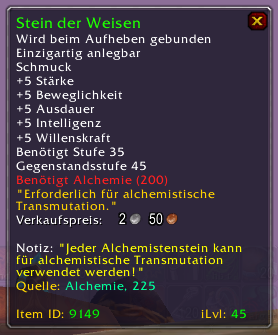 Stein der Weisen
Wird beim Aufheben gebunden
Einzigartig anlegbar
Schmuck
+5 Stärke
+5 Beweglichkeit
+5 Ausdauer
+5 Intelligenz
+5 Willenskraft
Benötigt Stufe 35
Gegenstandsstufe 45
Benötigt Alchemie (200)
"Erforderlich für alchemistische
Transmutation."
Verkaufspreis: 2 50
Notiz: "Jeder Alchemistenstein kann
für alchemistische Transmutation
verwendet werden!"
Quelle: Alchemie, 225
Item ID: 9149 iLvl: 45